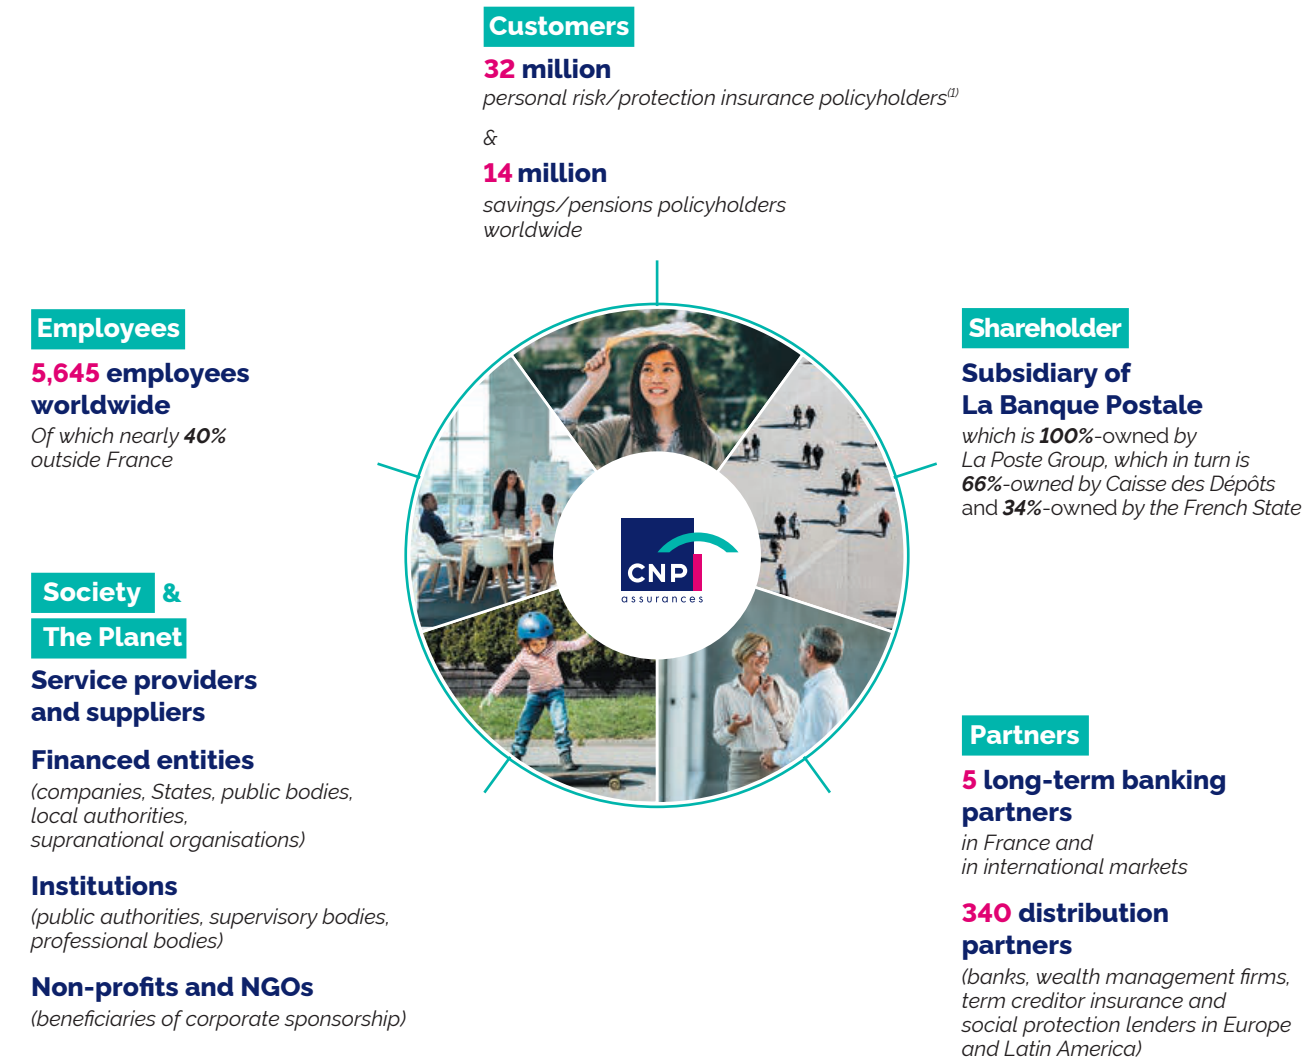 Customers
32 million
personal risk/protection insurance policyholders(1)
&
14 million
savings/pensions policyholders
worldwide
Employees
5,645 employees
worldwide
Of which nearly 40%
outside France
Shareholder
Subsidiary of
La Banque Postale
which is 100%-owned by
La Poste Group, which in turn is
66%-owned by Caisse des Dépôts
and 34%-owned by the French State
CNP
assurances
Society &
The Planet
Service providers
and suppliers
Financed entities
(companies, States, public bodies,
local authorities,
supranational organisations)
Institutions
(public authorities, supervisory bodies,
professional bodies)
Non-profits and NGOs
(beneficiaries of corporate sponsorship)
Partners
5 long-term banking
partners
in France and
in international markets
340 distribution
partners
(banks, wealth management firms,
term creditor insurance and
social protection lenders in Europe
and Latin America)